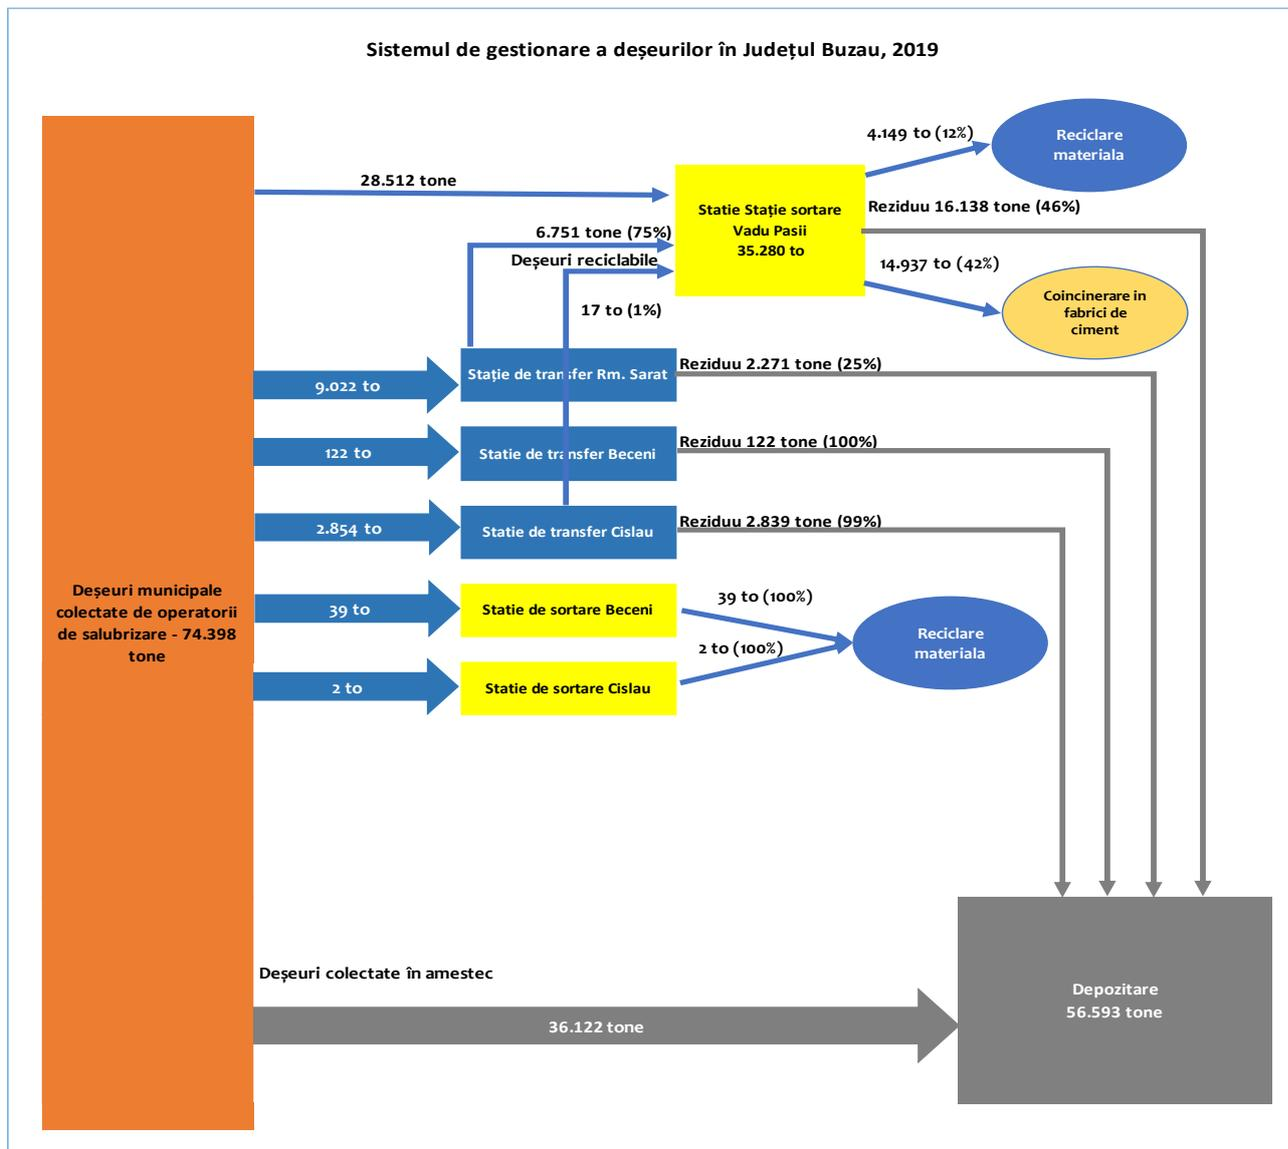 Sistemul de gestionare a deșeurilor în Județul Buzau, 2019
4.149 to (12%)
Reciclare
materiala
28.512 tone
Statie Stație sortare
Vadu Pasii
35.280 to
Reziduu 16.138 tone (46%)
6.751 tone (75%)
Deșeuri reciclabile
14.937 to (42%)
Coincinerare in
fabrici de
ciment
17 to (1%)
9.022 to
Stație de transfer Rm. Sarat
Reziduu 2.271 tone (25%)
122 to
Statie de transfer Beceni
Reziduu 122 tone (100%)
2.854 to
Statie de transfer Cislau
Reziduu 2.839 tone (99%)
Deșeuri municipale
colectate de operatorii
de salubrizare - 74.398
tone
39 to
Statie de sortare Beceni
39 to (100%)
2 to (100%)
Reciclare
materiala
2 to
Statie de sortare Cislau
Deșeuri colectate în amestec
36.122 tone
Depozitare
56.593 tone